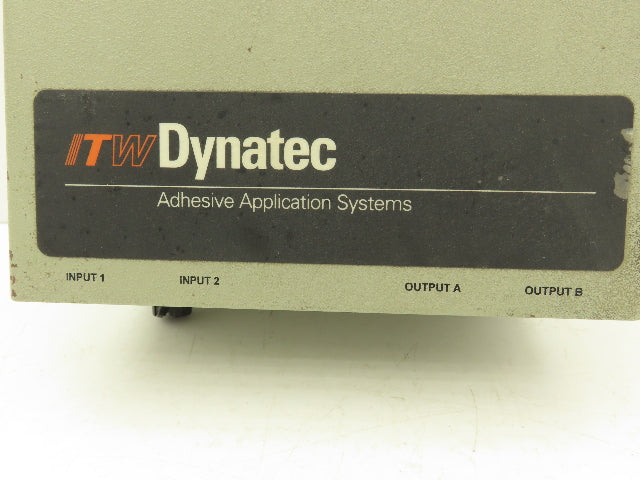 ITW Dynatec
Adhesive Application Systems
INPUT 1 INPUT 2 OUTPUT A OUTPUT B